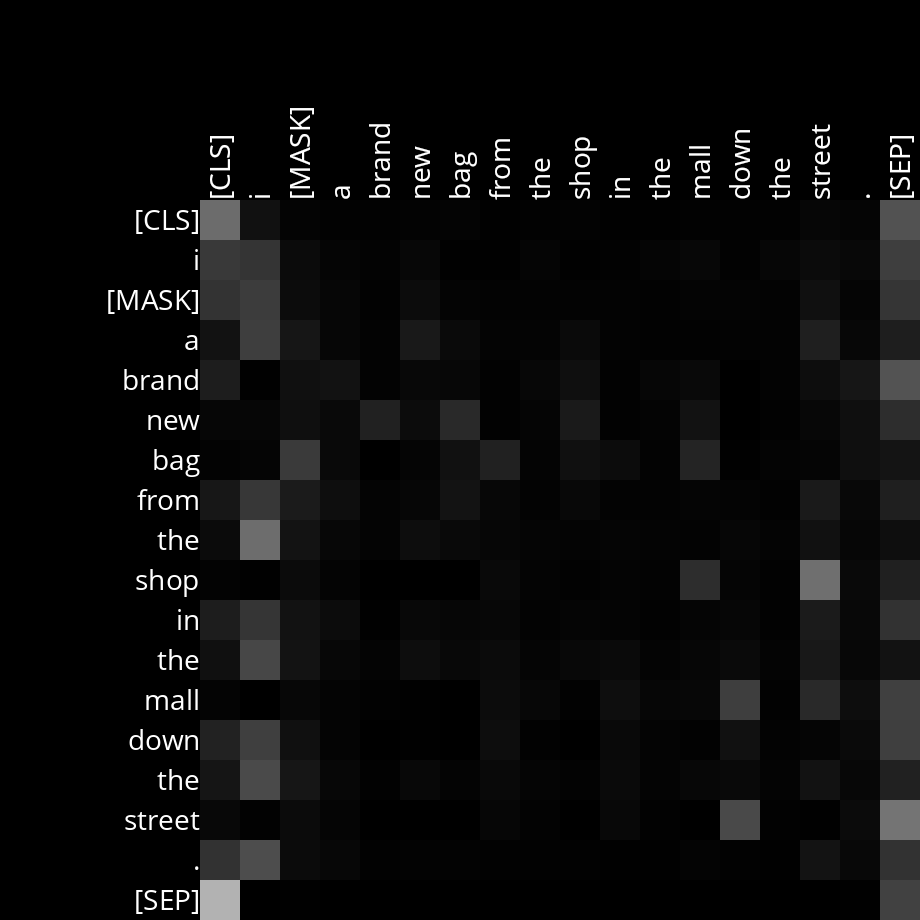 [CLS] i [MASK] a brand new bag from the shop in the mall down the street . [SEP]
[CLS]
i
[MASK]
a
brand
new
bag
from
the
shop
in
the
mall
down
the
street
.
[SEP]